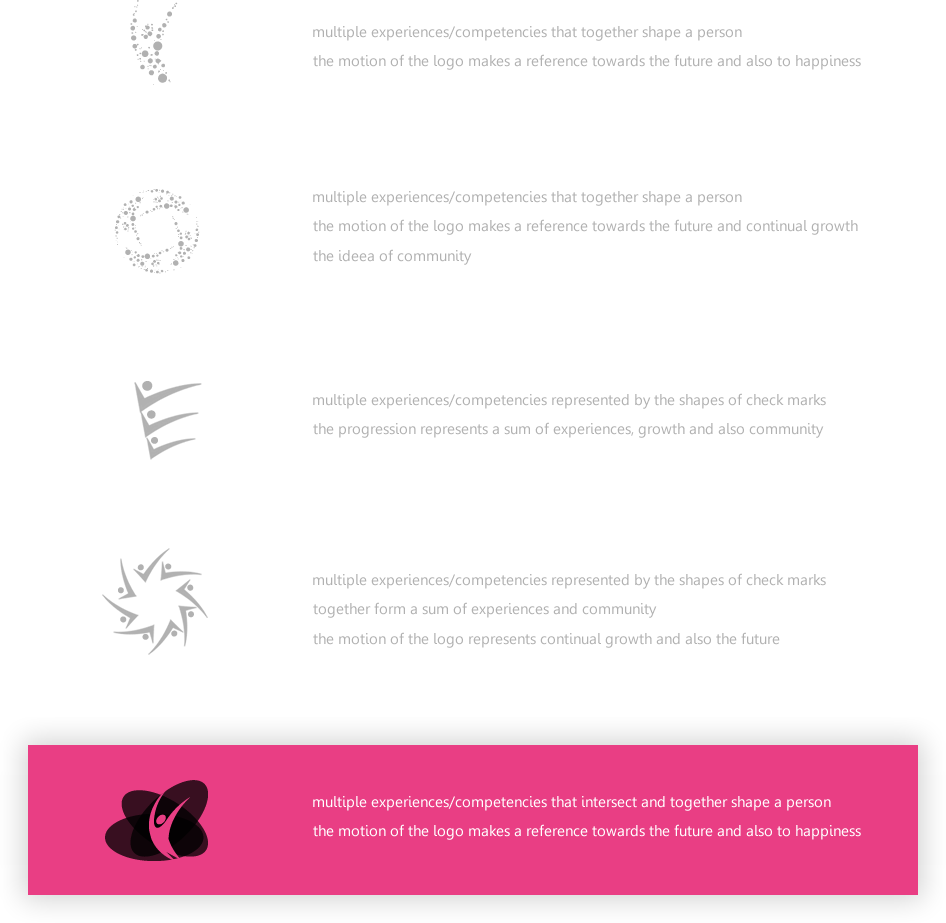 multiple experiences/competencies that together shape a person
the motion of the logo makes a reference towards the future and also to happiness
multiple experiences/competencies that together shape a person
the motion of the logo makes a reference towards the future and continual growth
the ideea of community
multiple experiences/competencies represented by the shapes of check marks
the progression represents a sum of experiences, growth and also community
multiple experiences/competencies represented by the shapes of check marks
together form a sum of experiences and community
the motion of the logo represents continual growth and also the future
multiple experiences/competencies that intersect and together shape a person
the motion of the logo makes a reference towards the future and also to happiness